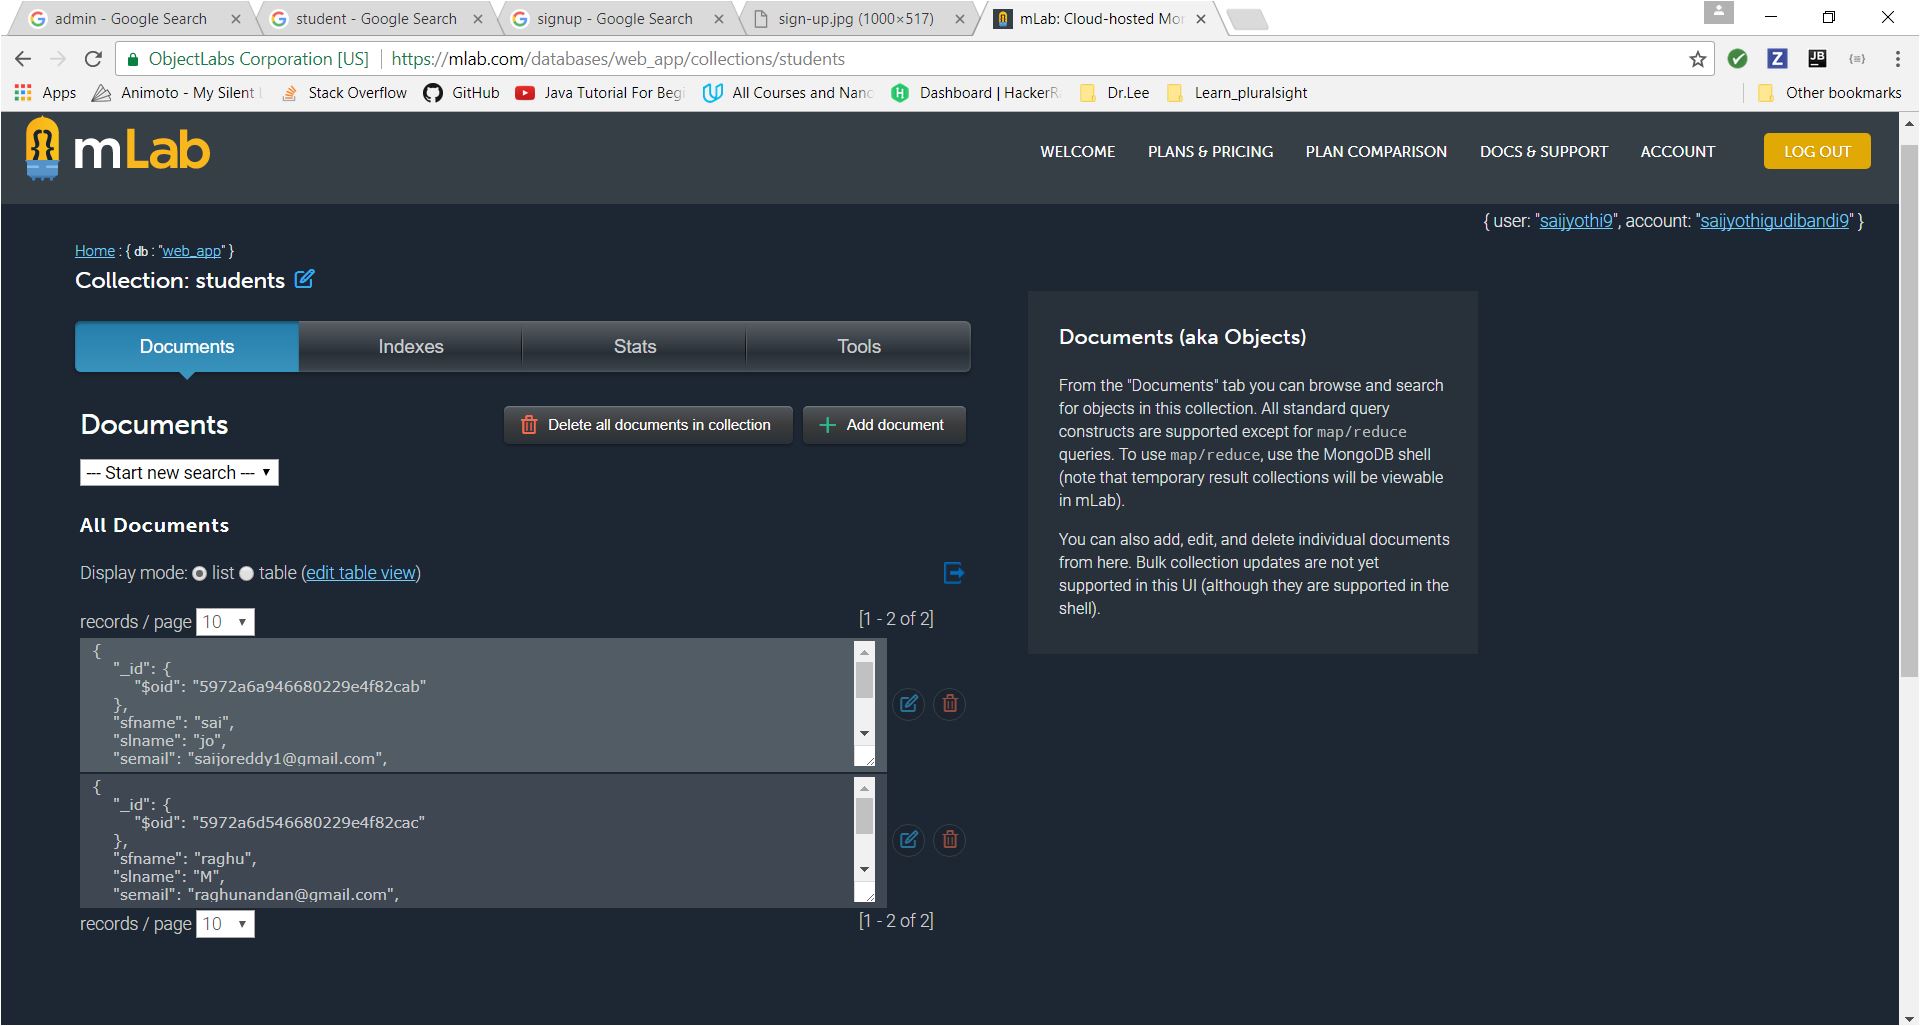 admin - Google Search
student - Google Search
signup - Google Search
sign-up.jpg (1000×517)
mLab: Cloud-hosted Mon
ObjectLabs Corporation [US]
https://mlab.com/databases/web_app/collections/students
Apps
Animoto - My Silent
Stack Overflow
GitHub
Java Tutorial For Begi
All Courses and Nano
Dashboard | HackerR
Dr.Lee
Learn_pluralsight
Other bookmarks
mLab
WELCOME
PLANS & PRICING
PLAN COMPARISON
DOCS & SUPPORT
ACCOUNT
LOG OUT
{ user: "saijyothi9", account: "saijyothigudibandi9" }
Home : { db : "web_app" }
Collection: students
Documents
Indexes
Stats
Tools
Documents
Delete all documents in collection
Add document
--- Start new search ---
All Documents
Display mode: list table (edit table view)
records / page 10
[1 - 2 of 2]
{
"_id": {
"$oid": "5972a6a946680229e4f82cab"
},
"sfname": "sai",
"slname": "jo",
"semail": "saijoreddy1@gmail.com",
{
"_id": {
"$oid": "5972a6d546680229e4f82cac"
},
"sfname": "raghu",
"slname": "M",
"semail": "raghunandan@gmail.com",
records / page 10
[1 - 2 of 2]
Documents (aka Objects)
From the "Documents" tab you can browse and search
for objects in this collection. All standard query
constructs are supported except for map/reduce
queries. To use map/reduce, use the MongoDB shell
(note that temporary result collections will be viewable
in mLab).
You can also add, edit, and delete individual documents
from here. Bulk collection updates are not yet
supported in this UI (although they are supported in the
shell).